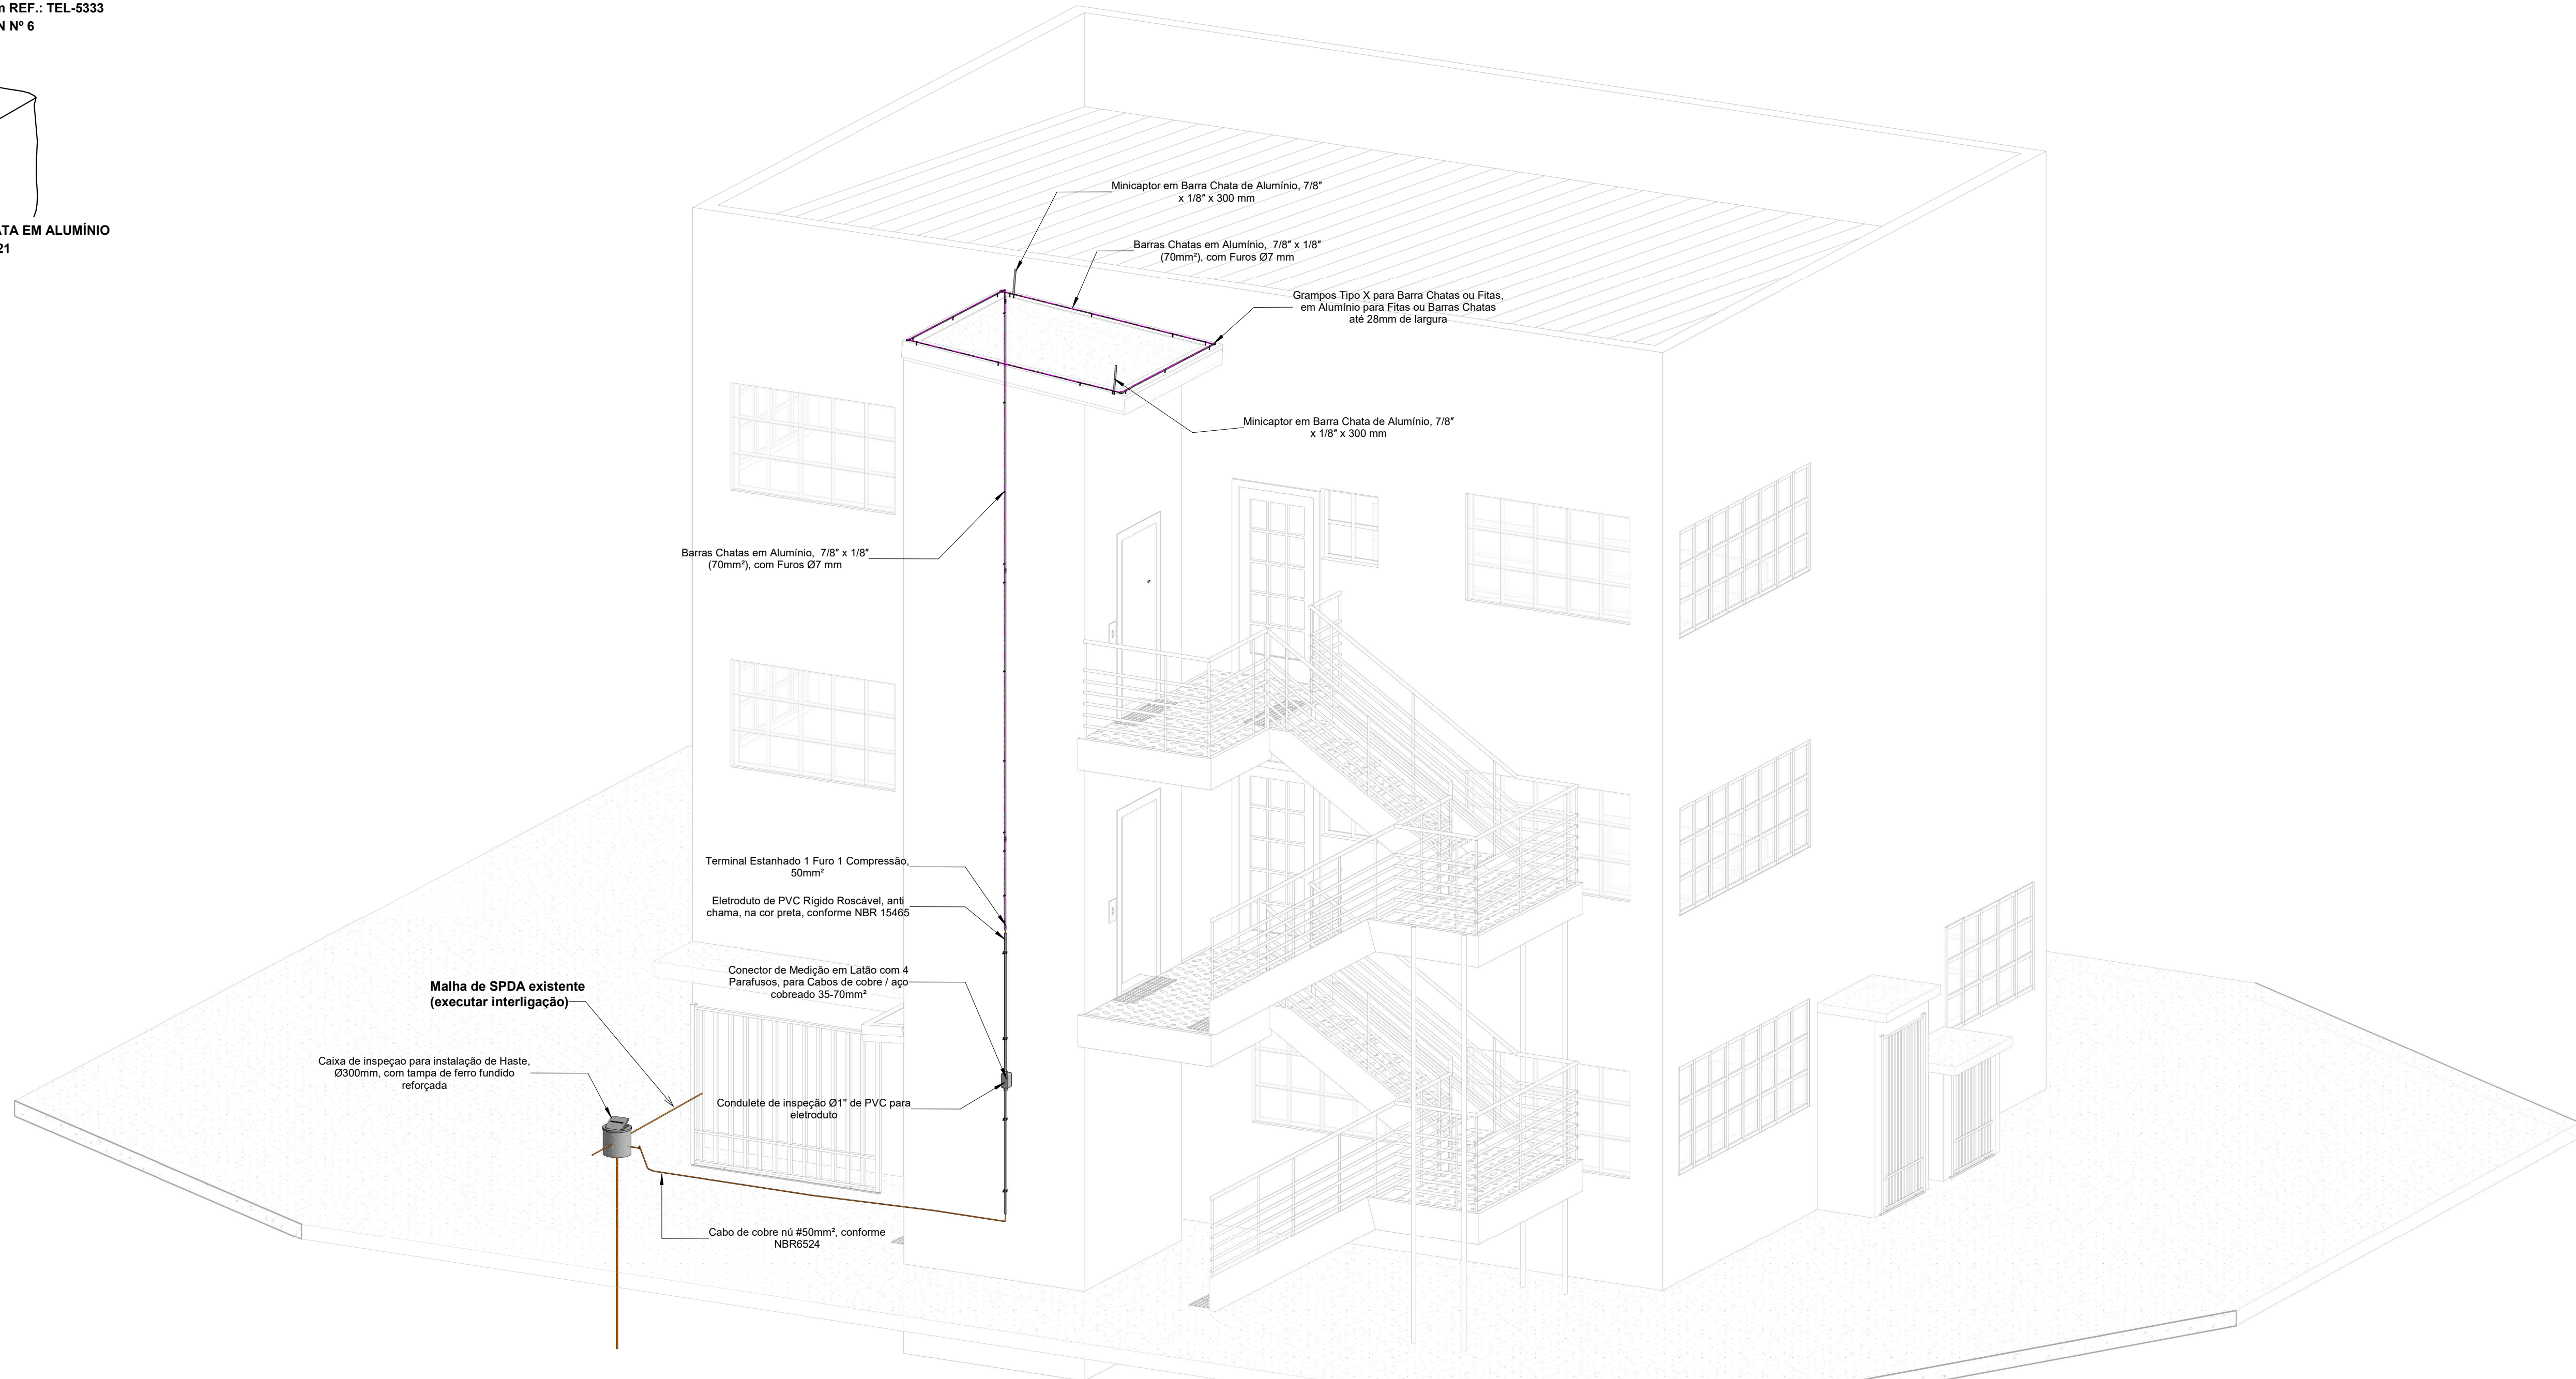 REF.: TEL-5333
N Nº 6
ATA EM ALUMÍNIO
21
Minicaptor em Barra Chata de Alumínio, 7/8"
x 1/8" x 300 mm
Barras Chatas em Alumínio, 7/8" x 1/8"
(70mm²), com Furos Ø7 mm
Grampos Tipo X para Barra Chatas ou Fitas,
em Alumínio para Fitas ou Barras Chatas
até 28mm de largura
Minicaptor em Barra Chata de Alumínio, 7/8"
x 1/8" x 300 mm
Barras Chatas em Alumínio, 7/8" x 1/8"
(70mm²), com Furos Ø7 mm
Terminal Estanhado 1 Furo 1 Compressão,
50mm²
Eletroduto de PVC Rígido Roscável, anti
chama, na cor preta, conforme NBR 15465
Conector de Medição em Latão com 4
Parafusos, para Cabos de cobre / aço
cobreado 35-70mm²
Malha de SPDA existente
(executar interligação)
Caixa de inspeçao para instalação de Haste,
Ø300mm, com tampa de ferro fundido
reforçada
Condulete de inspeção Ø1" de PVC para
eletroduto
Cabo de cobre nú #50mm², conforme
NBR6524